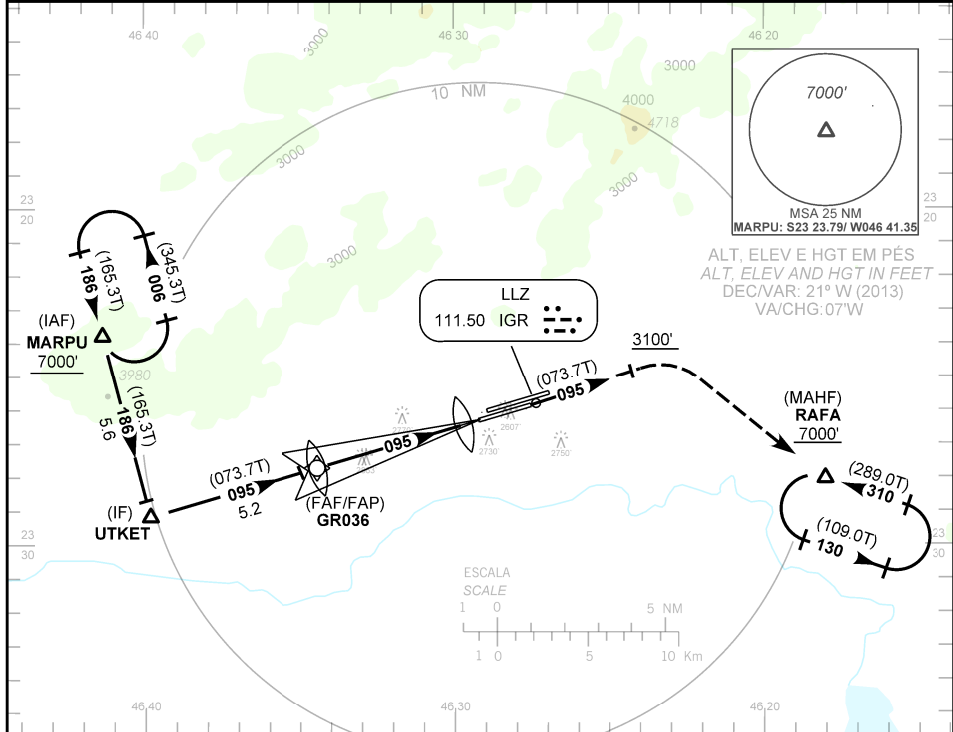 46 40
46 30
46 20
3000
3000
10 NM
4000
4718
3000
3000
7000'
MSA 25 NM
MARPU: S23 23.79/ W046 41.35
23
20
23
20
ALT, ELEV E HGT EM PÉS
ALT, ELEV AND HGT IN FEET
DEC/VAR: 21º W (2013)
VA/CHG:07'W
(165.3T)
186
(345.3T)
006
(IAF)
MARPU
7000'
LLZ
111.50 IGR
3100'
3980
(165.3T)
186
5.6
(073.7T)
095
2607'
2730'
2750'
095
(MAHF)
RAFA
7000'
(289.0T)
310
(109.0T)
130
(073.7T)
095
5.2
(FAF/FAP)
GR036
(IF)
UTKET
23
30
23
30
ESCALA
SCALE
1 0 5 NM
1 0 5 10 Km
46 40
46 30
46 20